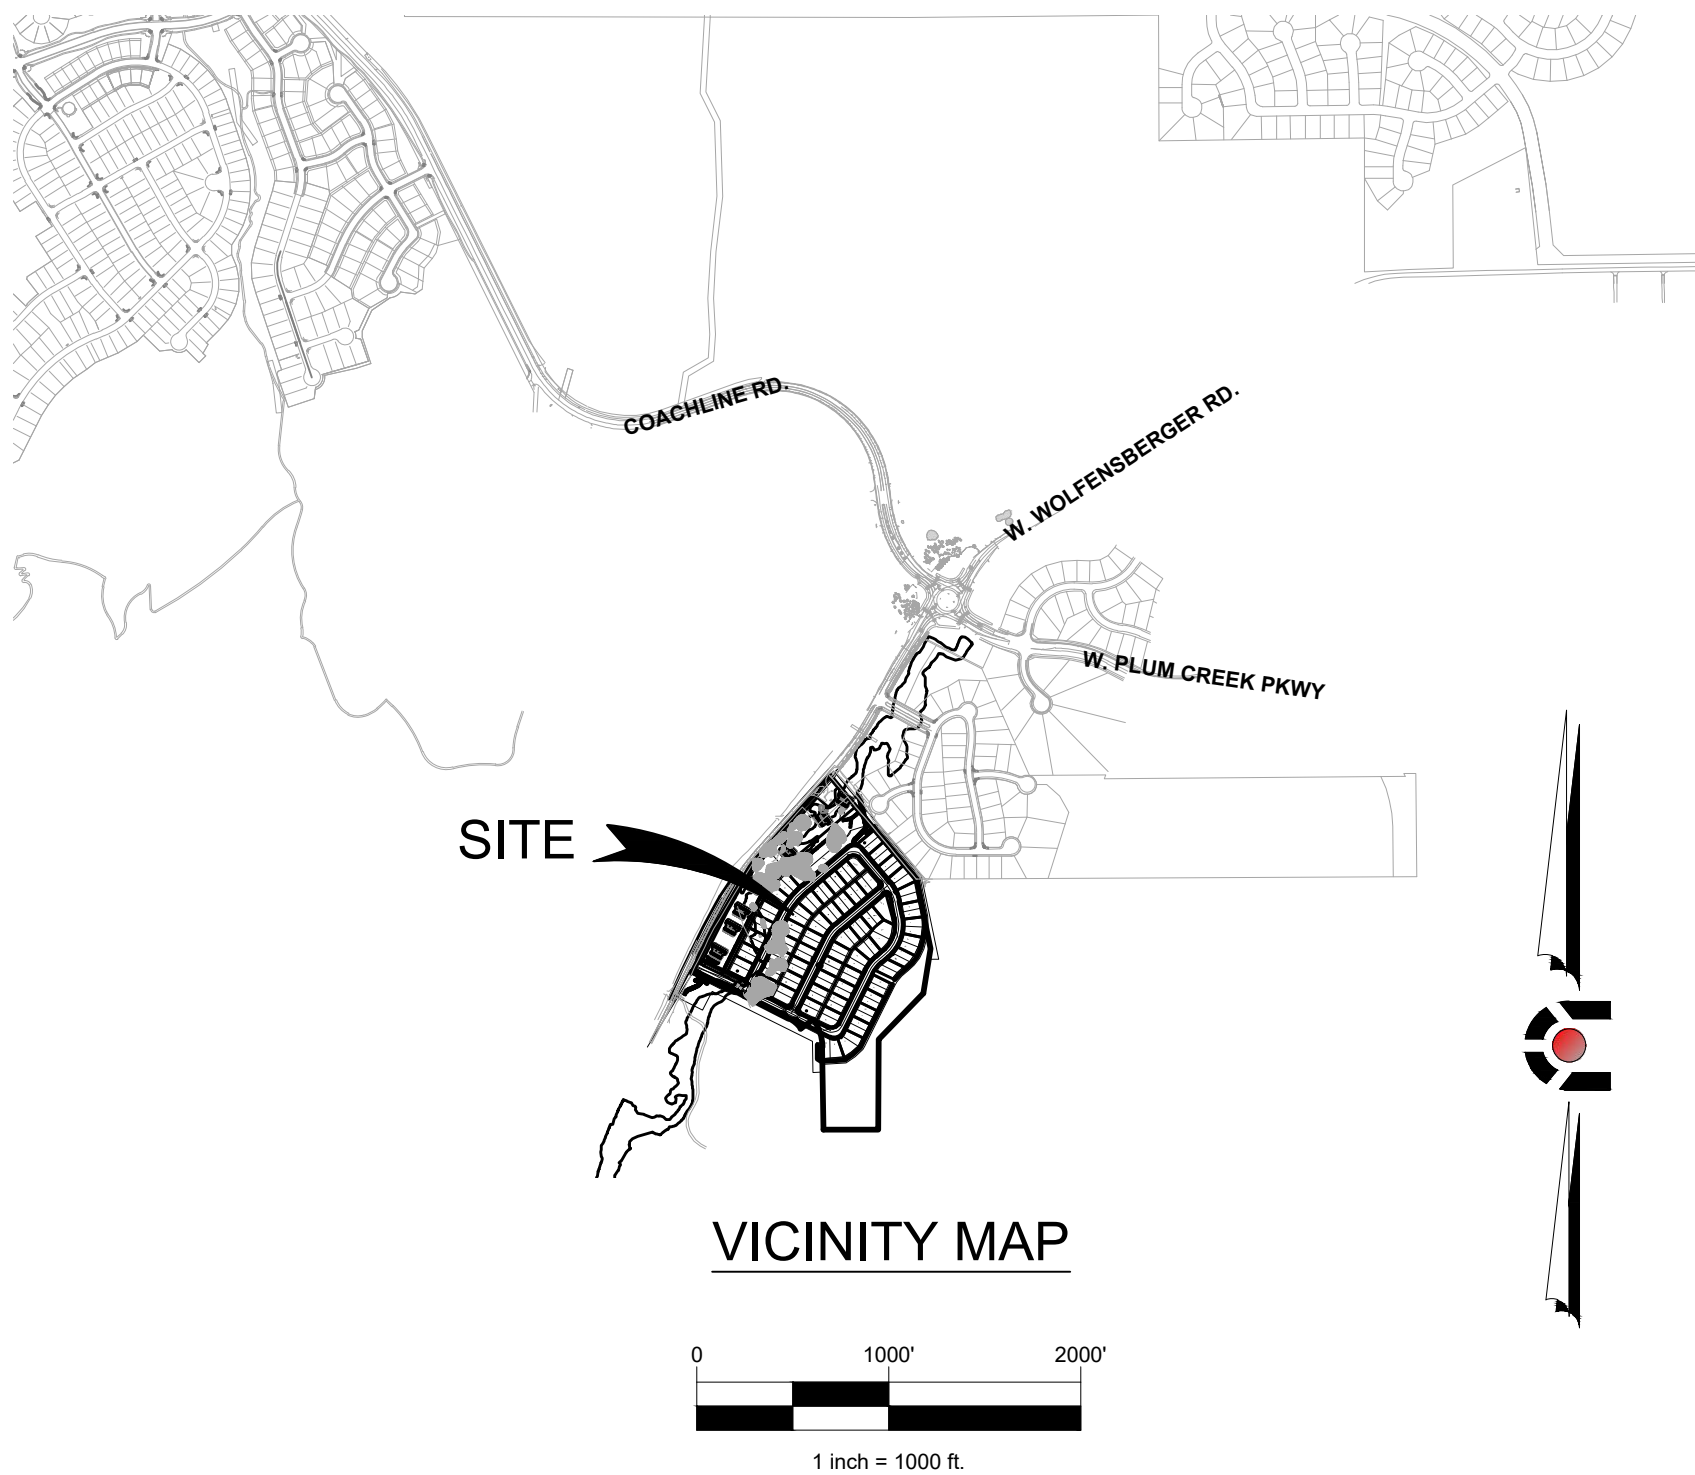 COACHLINE RD.
W. WOLFENSBERGER RD.
W. PLUM CREEK PKWY
SITE
VICINITY MAP
0 1000' 2000'
1 inch = 1000 ft.